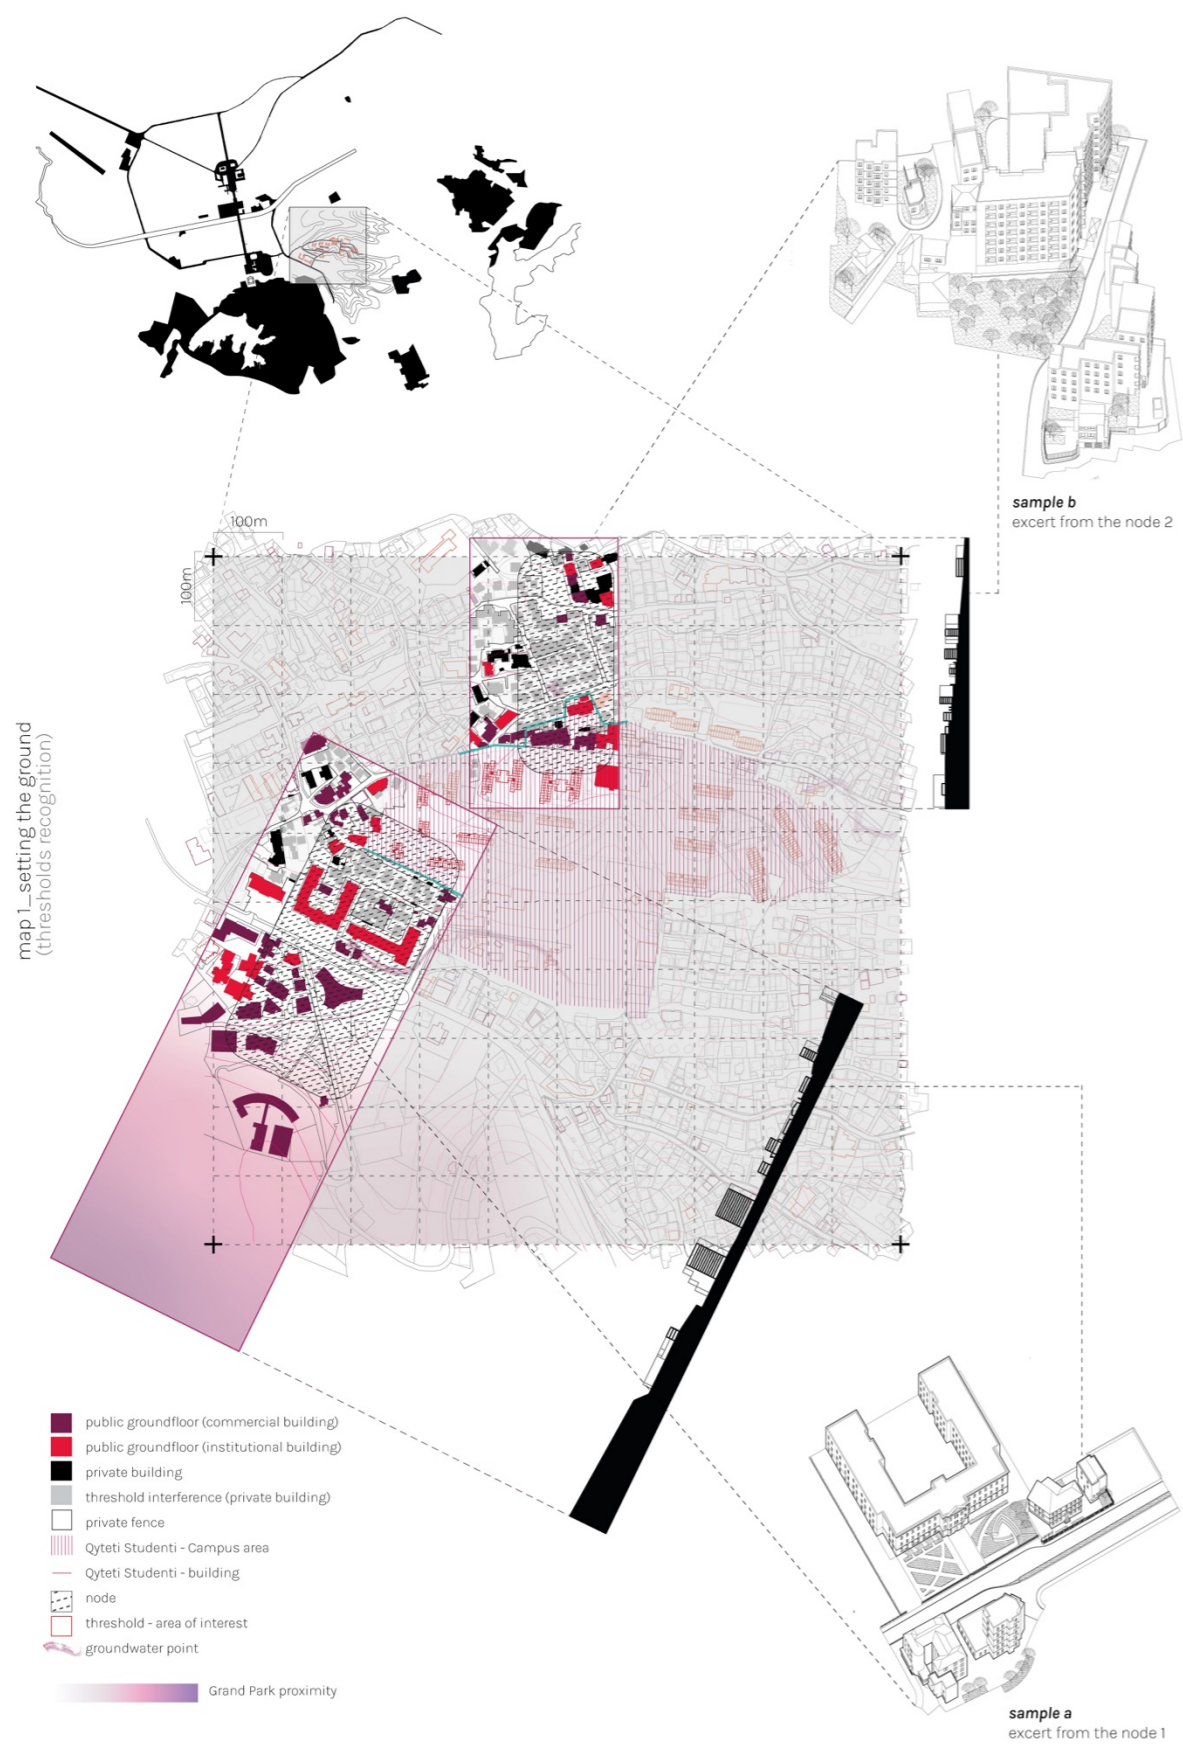 sample b
excert from the node 2
100m
100m
map 1_setting the ground
(thresholds recognition)
public groundfloor (commercial building)
public groundfloor (institutional building)
private building
threshold interference (private building)
private fence
Qyteti Studenti - Campus area
Qyteti Studenti - building
node
threshold - area of interest
groundwater point
Grand Park proximity
sample a
excert from the node 1